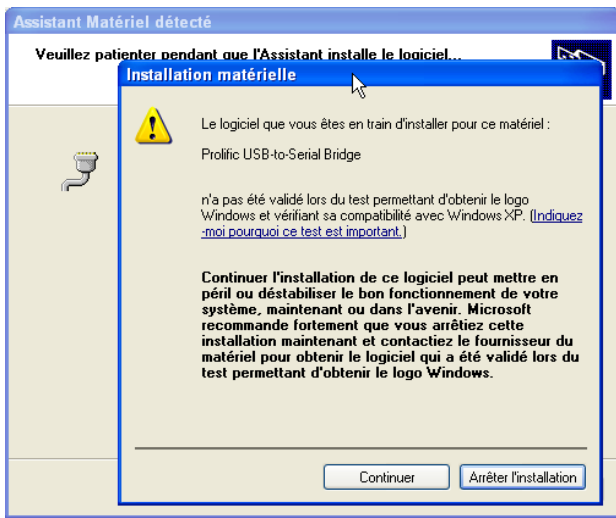 Assistant Matériel détecté
Veuillez patienter pendant que l'Assistant installe le logiciel...
Installation matérielle
Le logiciel que vous êtes en train d'installer pour ce matériel :
Prolific USB-to-Serial Bridge
n'a pas été validé lors du test permettant d'obtenir le logo
Windows et vérifiant sa compatibilité avec Windows XP. (Indiquez
-moi pourquoi ce test est important.)
Continuer l'installation de ce logiciel peut mettre en
péril ou déstabiliser le bon fonctionnement de votre
système, maintenant ou dans l'avenir. Microsoft
recommande fortement que vous arrêtiez cette
installation maintenant et contactiez le fournisseur du
matériel pour obtenir le logiciel qui a été validé lors du
test permettant d'obtenir le logo Windows.
Continuer
Arrêter l'installation